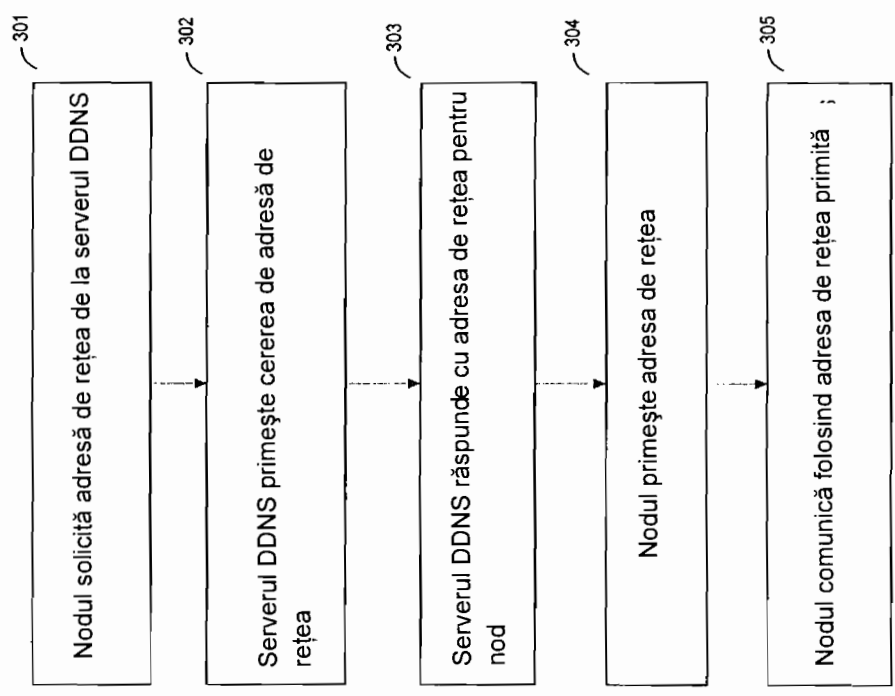 301
Nodul solicită adresă de rețea de la serverul DDNS
302
Serverul DDNS primește cererea de adresă de
rețea
303
Serverul DDNS răspunde cu adresa de rețea pentru
nod
304
Nodul primește adresa de rețea
305
Nodul comunică folosind adresa de rețea primită